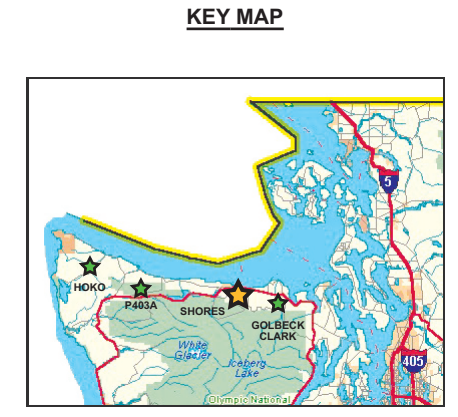 KEY MAP
5
HOKO
P403A
SHORES
GOLBECK
CLARK
White
Glacier
Iceberg
Lake
405
Olympic National